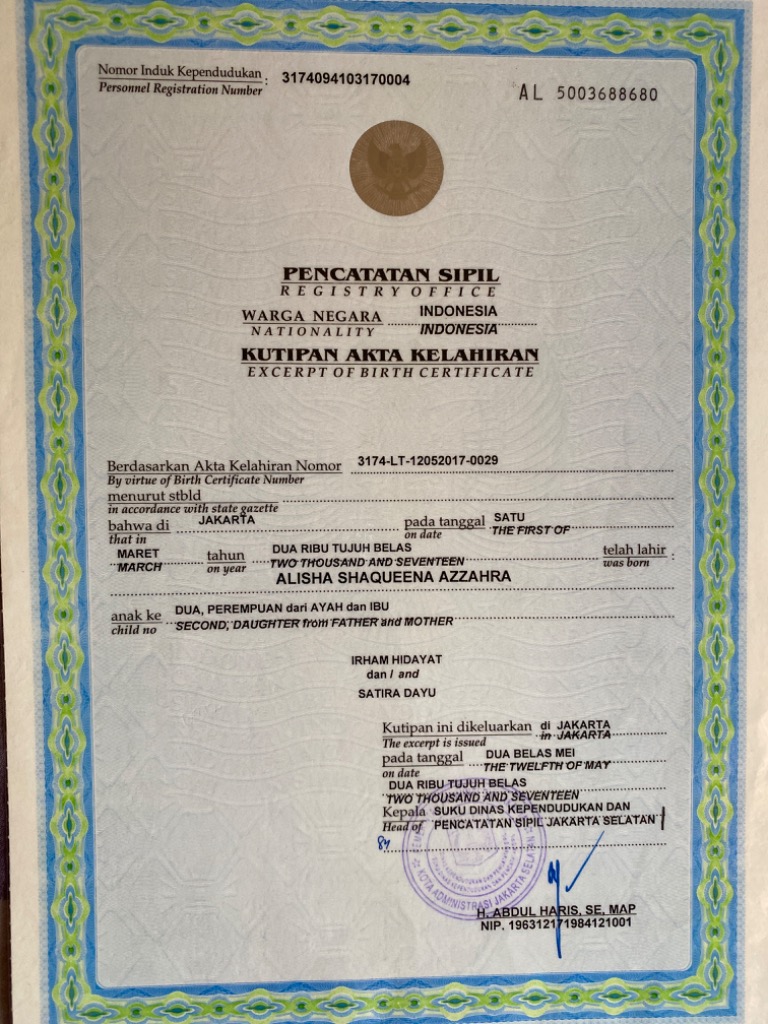 Nomor Induk Kependudukan : 3174094103170004
Personnel Registration Number
AL 5003688680
PENCATATAN SIPIL
REGISTRY OFFICE
WARGA NEGARA INDONESIA
NATIONALITY INDONESIA
KUTIPAN AKTA KELAHIRAN
EXCERPT OF BIRTH CERTIFICATE
Berdasarkan Akta Kelahiran Nomor 3174-LT-12052017-0029
By virtue of Birth Certificate Number
menurut stbld
in accordance with state gazette
bahwa di JAKARTA pada tanggal SATU
that in on date THE FIRST OF
MARET tahun DUA RIBU TUJUH BELAS telah lahir :
MARCH on year TWO THOUSAND AND SEVENTEEN was born
ALISHA SHAQUEENA AZZAHRA
anak ke DUA, PEREMPUAN dari AYAH dan IBU
child no SECOND, DAUGHTER from FATHER and MOTHER
IRHAM HIDAYAT
dan / and
SATIRA DAYU
Kutipan ini dikeluarkan di JAKARTA
The excerpt is issued in JAKARTA
pada tanggal DUA BELAS MEI
on date THE TWELFTH OF MAY
DUA RIBU TUJUH BELAS
TWO THOUSAND AND SEVENTEEN
Kepala SUKU DINAS KEPENDUDUKAN DAN
Head of PENCATATAN SIPIL JAKARTA SELATAN
KOTA ADMINISTRASI JAKARTA SELATAN
H. ABDUL HARIS, SE, MAP
NIP. 196312171984121001